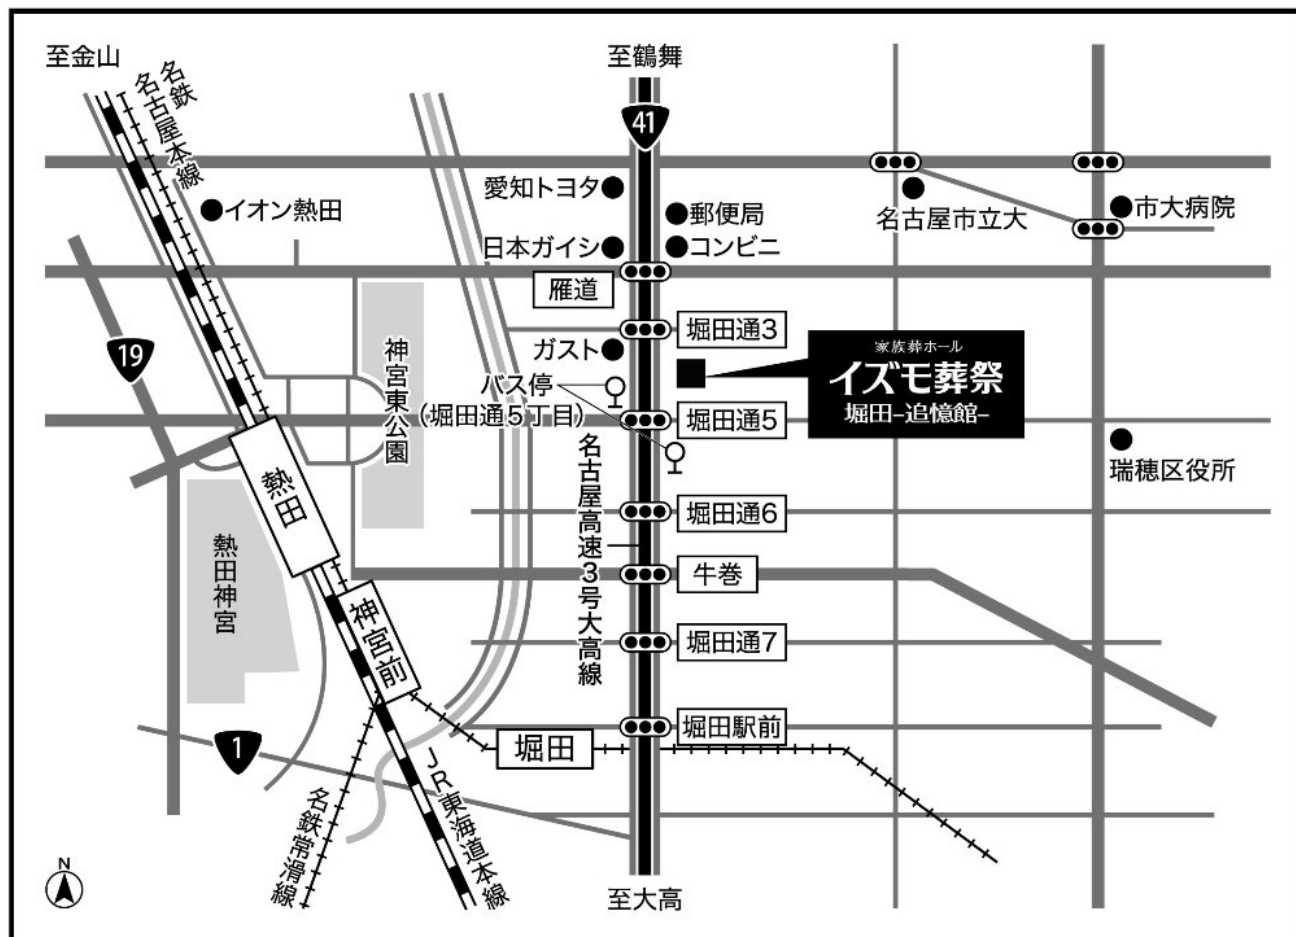 至金山
至鶴舞
名鉄
名古屋本線
41
愛知トヨタ
郵便局
イオン熱田
名古屋市立大
市大病院
日本ガイシ
コンビニ
雁道
堀田通3
19
ガスト
神宮東公園
家族葬ホール
イズモ葬祭
堀田-追憶館-
バス停
（堀田通5丁目）
堀田通5
瑞穂区役所
熱田
名古屋高速3号大高線
堀田通6
熱田神宮
牛巻
神宮前
堀田通7
堀田駅前
1
堀田
JR東海道本線
名鉄常滑線
N
至大高